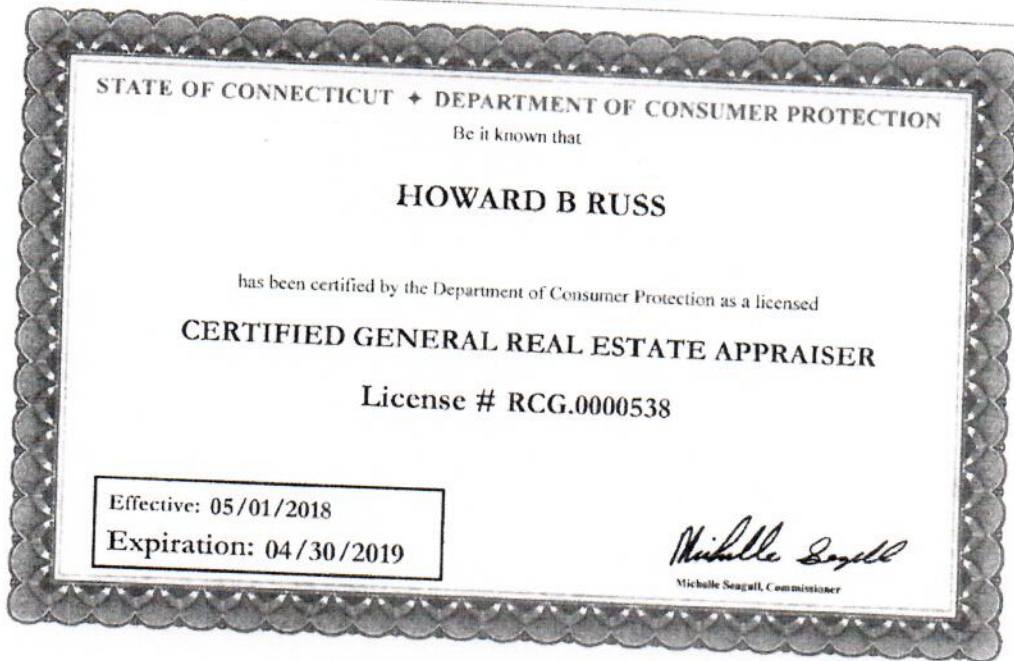 STATE OF CONNECTICUT ✦ DEPARTMENT OF CONSUMER PROTECTION
Be it known that
HOWARD B RUSS
has been certified by the Department of Consumer Protection as a licensed
CERTIFIED GENERAL REAL ESTATE APPRAISER
License # RCG.0000538
Effective: 05/01/2018
Expiration: 04/30/2019
Michelle Seagull
Michelle Seagull, Commissioner